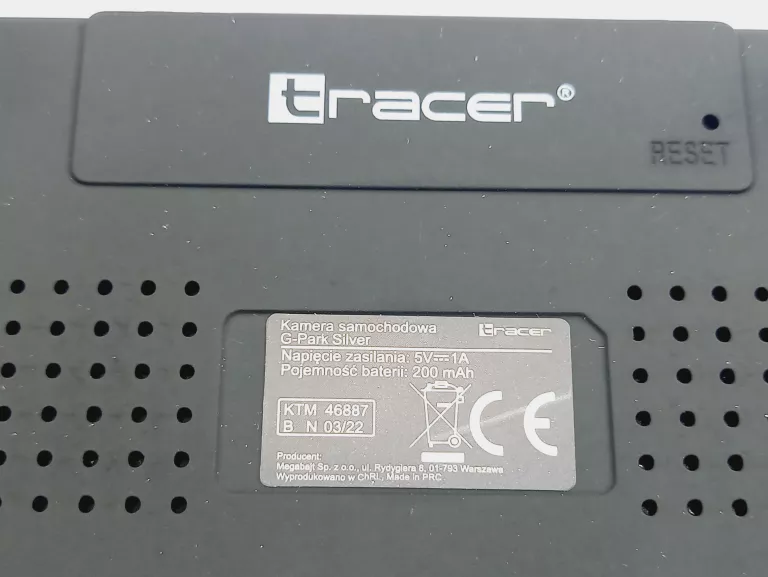 tracer®
RESET
Kamera samochodowa tracer
G-Park Silver
Napięcie zasilania: 5V⎓1A
Pojemność baterii: 200 mAh
KTM 46887
B N 03/22
CE
Producent:
Megabajt Sp. z o.o., ul. Rydygiera 8, 01-793 Warszawa
Wyprodukowano w ChRL, Made in PRC